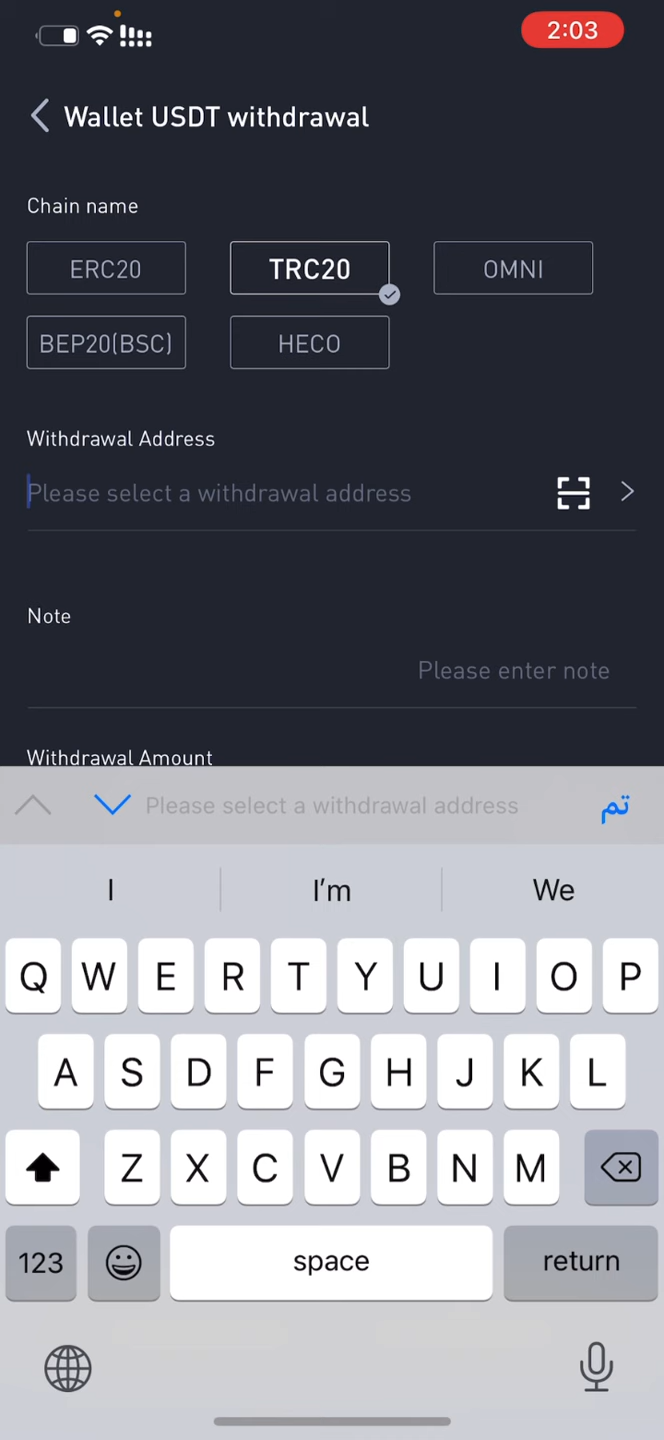 2:03
Wallet USDT withdrawal
Chain name
ERC20 TRC20 OMNI
BEP20(BSC) HECO
Withdrawal Address
Please select a withdrawal address
Note
Please enter note
Withdrawal Amount
Please select a withdrawal address تم
I I'm We
Q W E R T Y U I O P
A S D F G H J K L
Z X C V B N M
123 space return